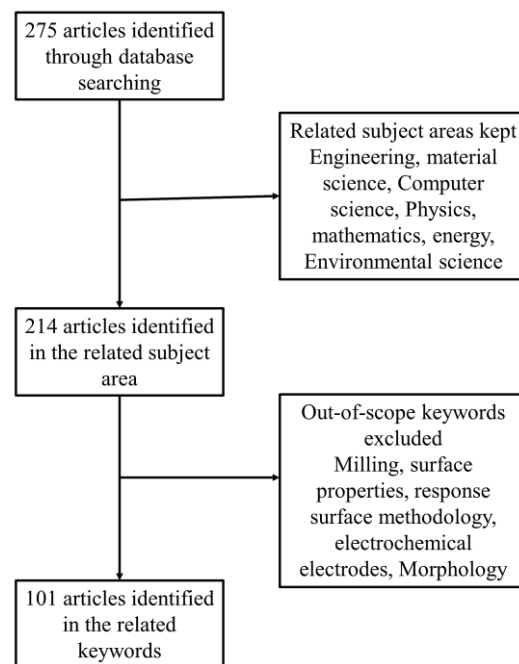 275 articles identified
through database
searching
Related subject areas kept
Engineering, material
science, Computer
science, Physics,
mathematics, energy,
Environmental science
214 articles identified
in the related subject
area
Out-of-scope keywords
excluded
Milling, surface
properties, response
surface methodology,
electrochemical
electrodes, Morphology
101 articles identified
in the related
keywords